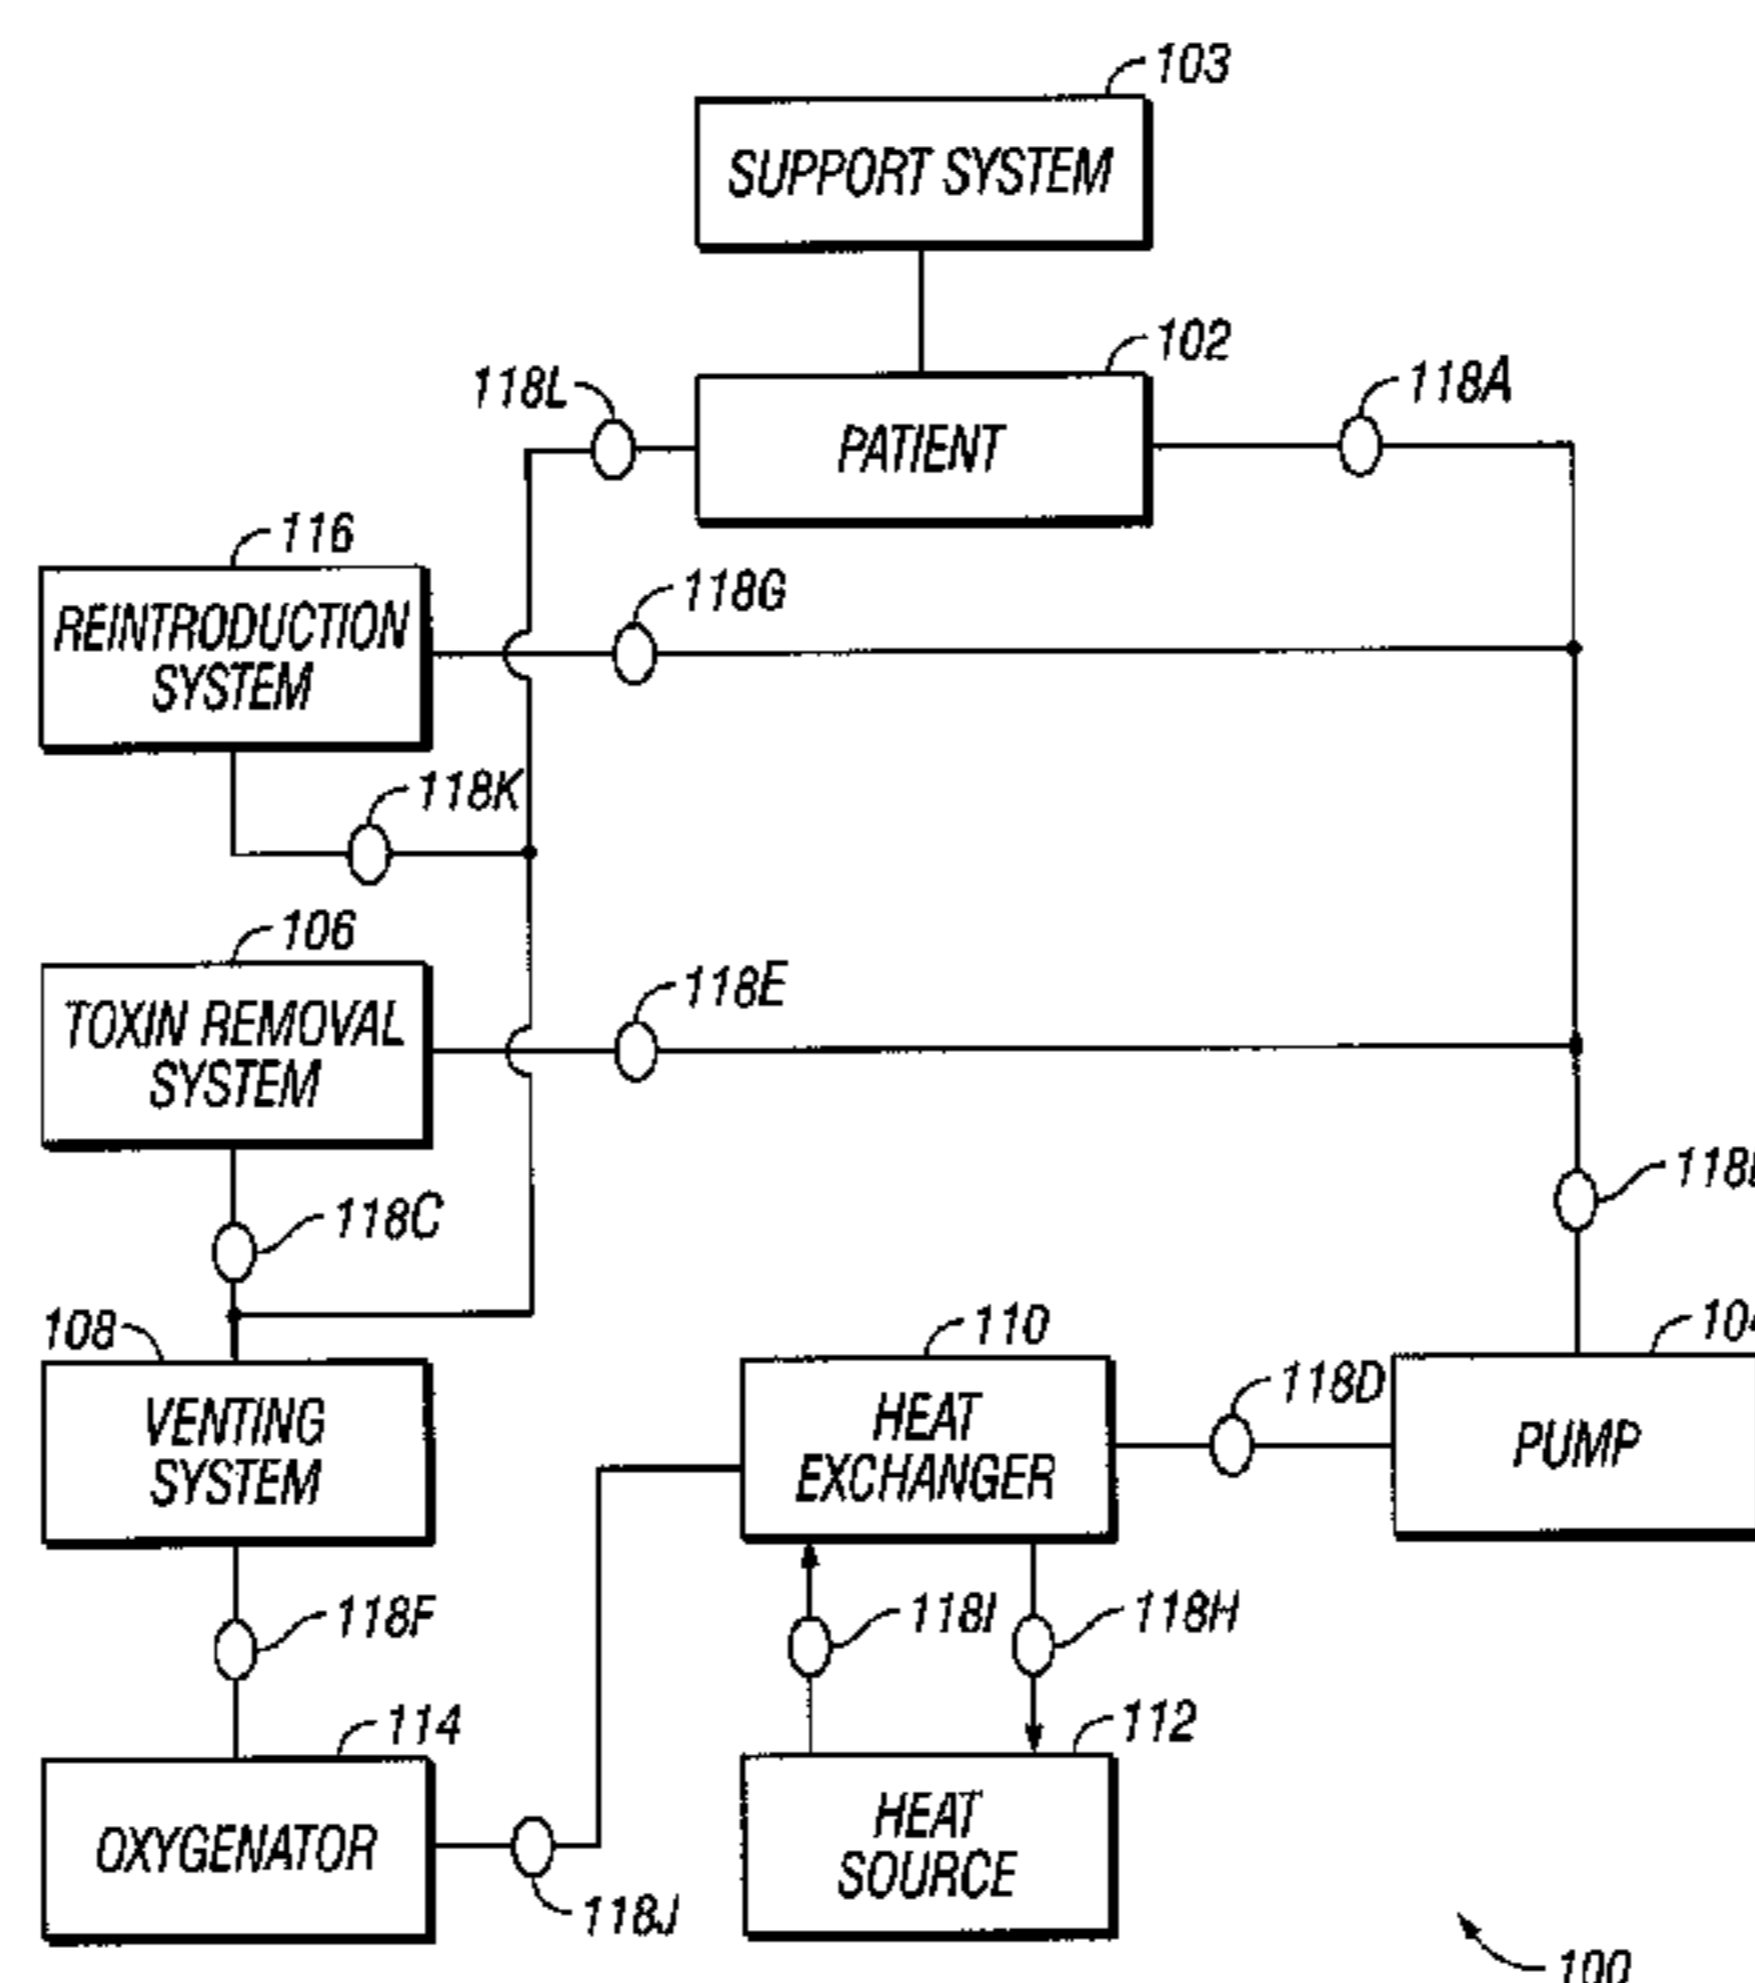 103
SUPPORT SYSTEM
102
118L
118A
PATIENT
116
118G
REINTRODUCTION
SYSTEM
118K
106
118E
TOXIN REMOVAL
SYSTEM
118C
108
110
118D
VENTING
SYSTEM
HEAT
EXCHANGER
PUMP
118F
118I
118H
114
112
OXYGENATOR
HEAT
SOURCE
118J
100